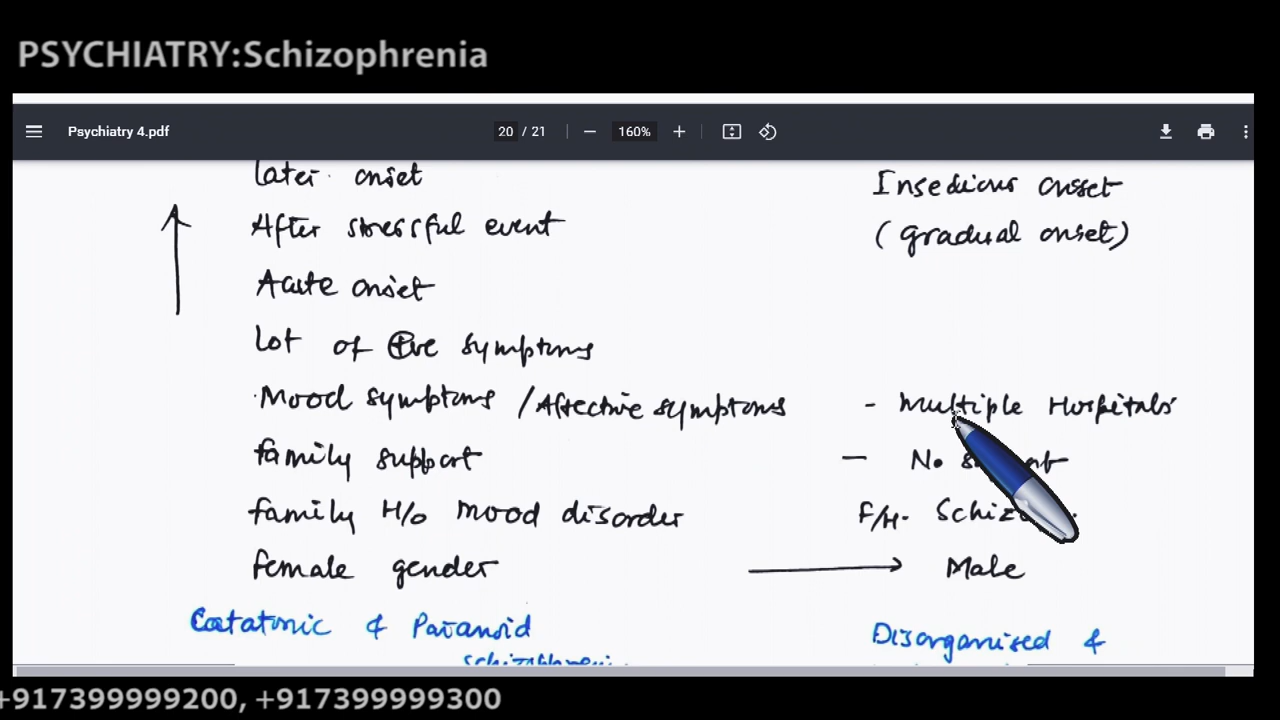 PSYCHIATRY:Schizophrenia
Psychiatry 4.pdf
20 / 21
160%
Later onset
Insedious onset
After stressful event
(gradual onset)
Acute onset
Lot of +ve symptoms
Mood symptoms / Affective symptoms
- Multiple Hospitals
family support
- No
family H/o mood disorder
F/H.
female gender
Male
Catatonic & Paranoid
Disorganised &
+917399999200, +917399999300